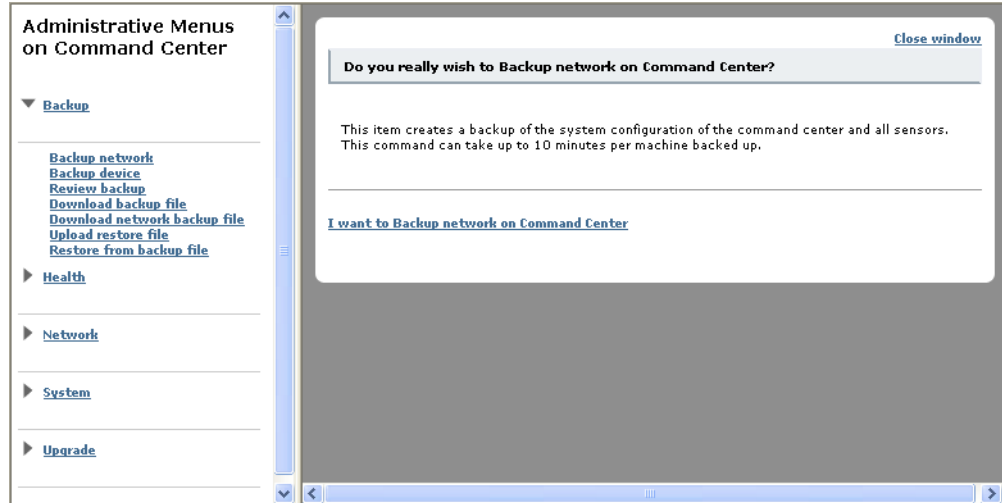 Administrative Menus
on Command Center
Backup
Backup network
Backup device
Review backup
Download backup file
Download network backup file
Upload restore file
Restore from backup file
Health
Network
System
Upgrade
Close window
Do you really wish to Backup network on Command Center?
This item creates a backup of the system configuration of the command center and all sensors.
This command can take up to 10 minutes per machine backed up.
I want to Backup network on Command Center